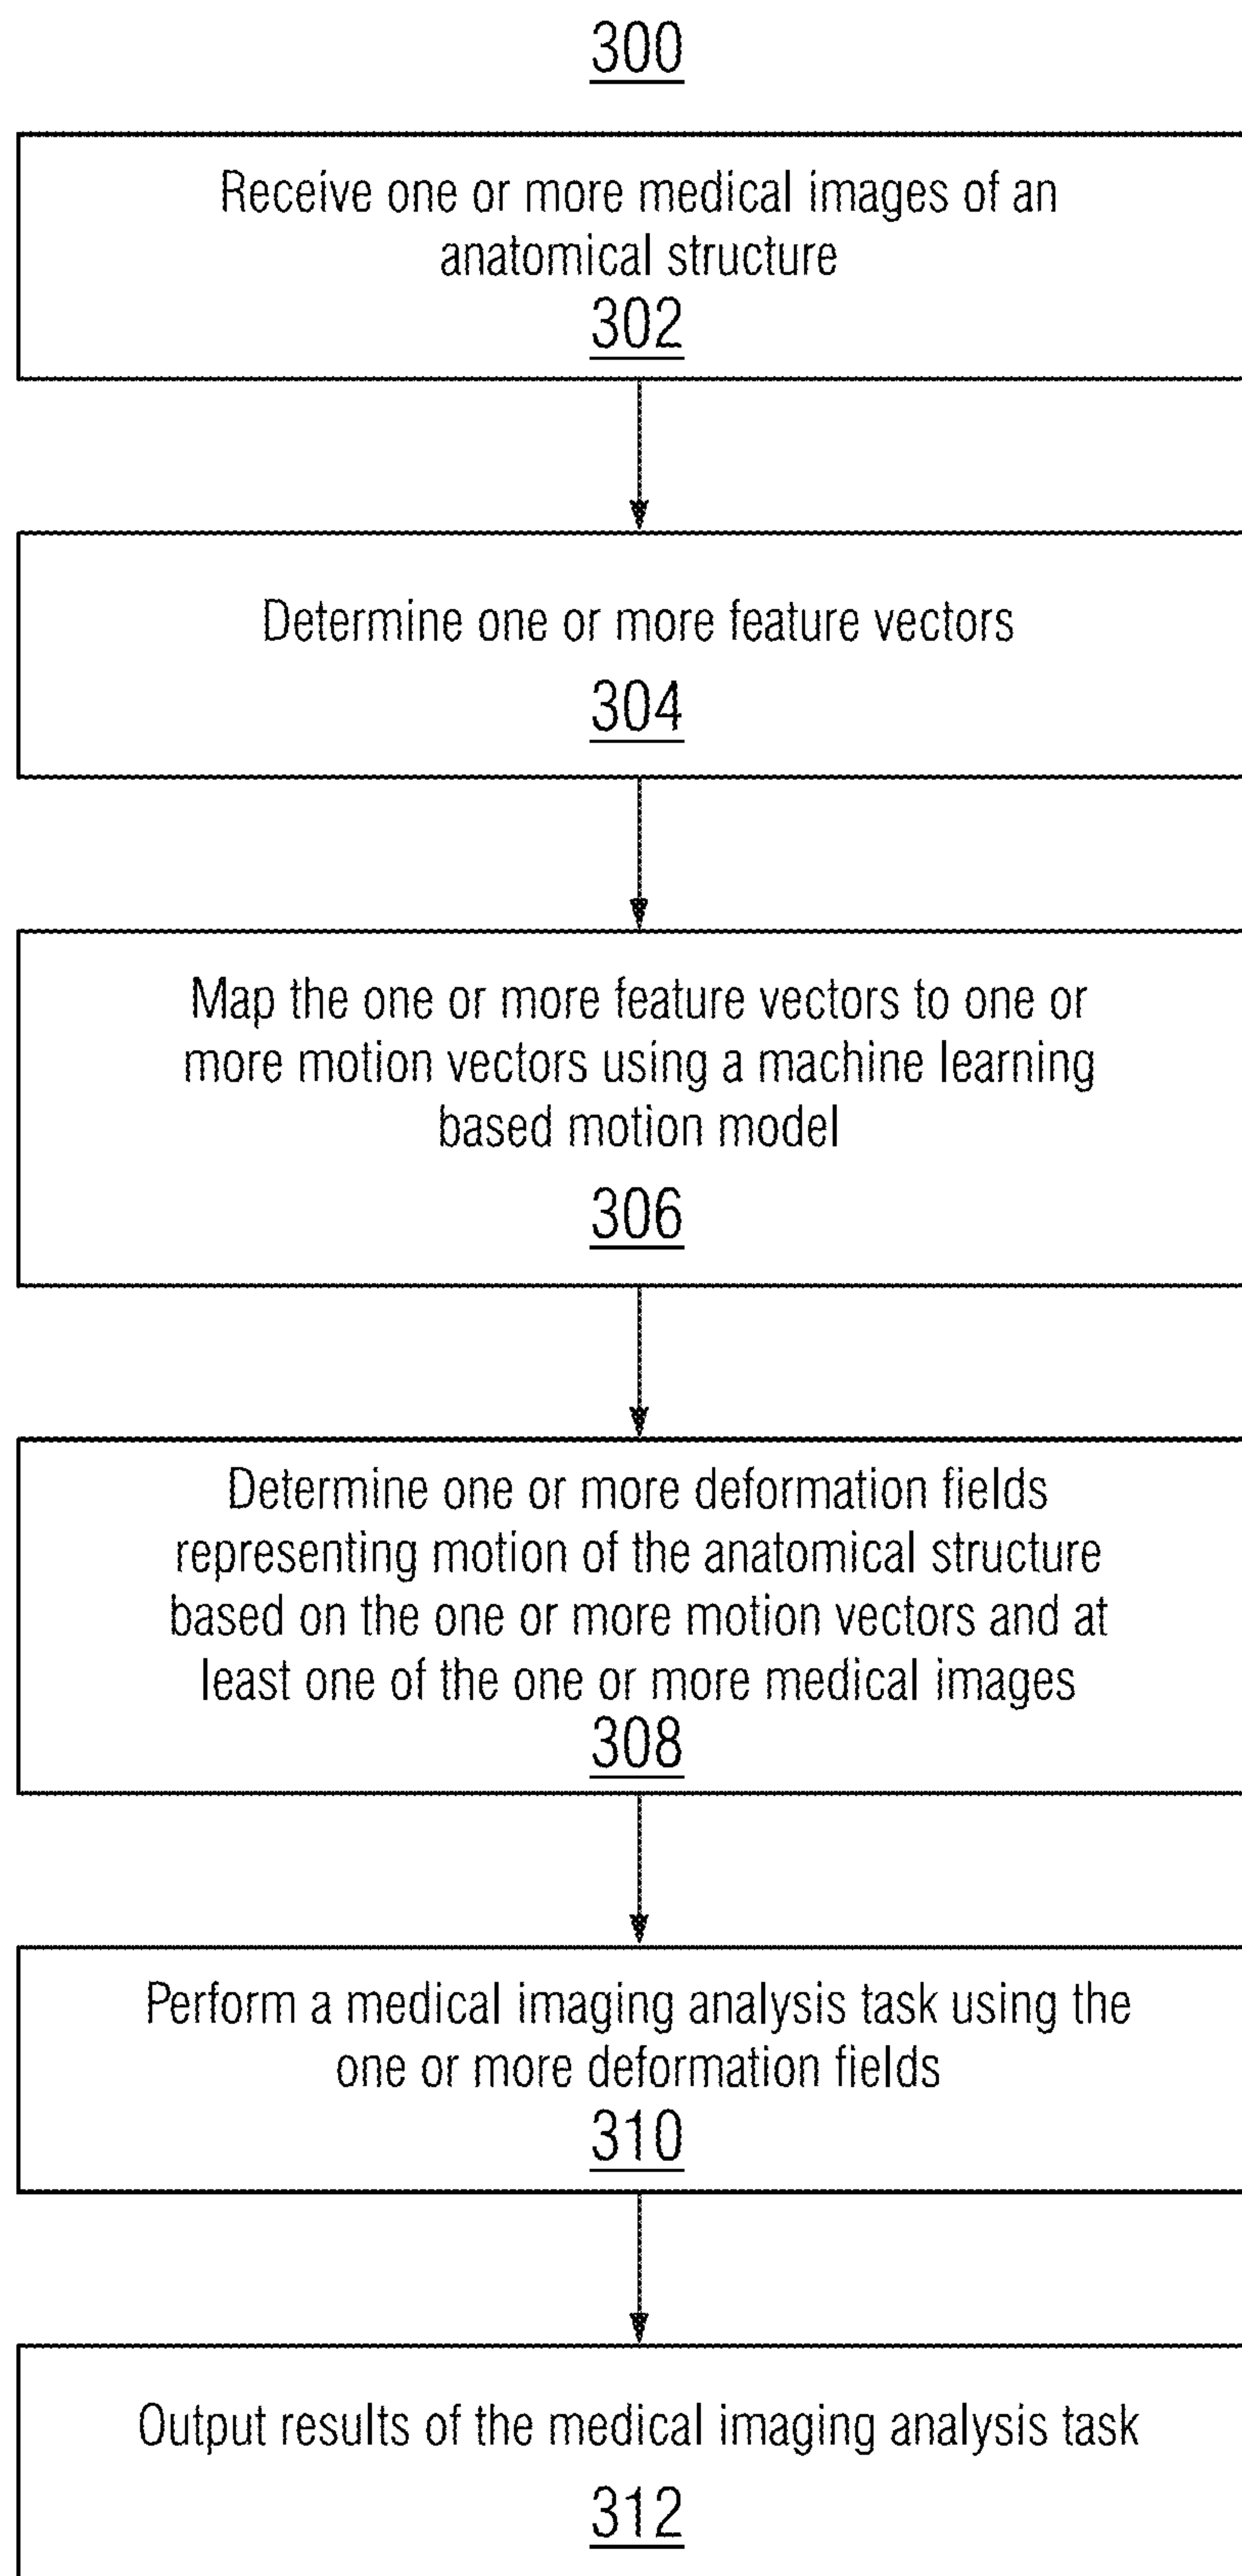 300
Receive one or more medical images of an
anatomical structure
302
Determine one or more feature vectors
304
Map the one or more feature vectors to one or
more motion vectors using a machine learning
based motion model
306
Determine one or more deformation fields
representing motion of the anatomical structure
based on the one or more motion vectors and at
least one of the one or more medical images
308
Perform a medical imaging analysis task using the
one or more deformation fields
310
Output results of the medical imaging analysis task
312